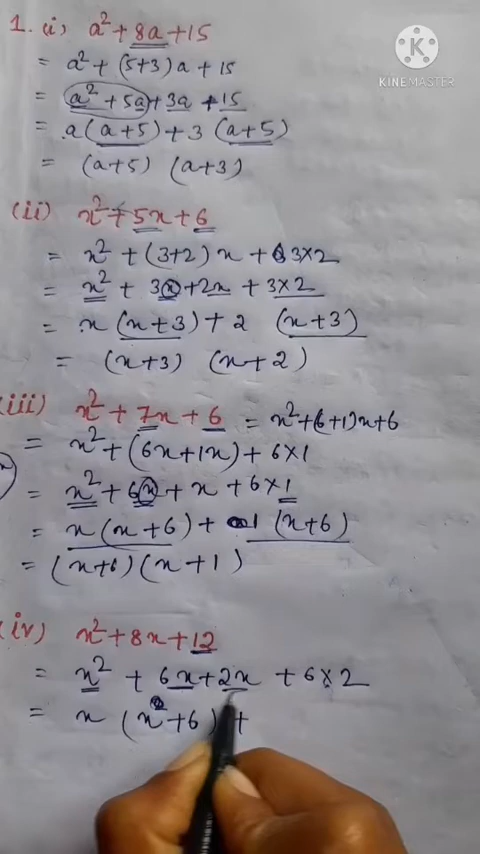 1. (i) a² + 8a + 15
KINEMASTER
= a² + (5+3) a + 15
= a² + 5a + 3a + 15
= a (a+5) + 3 (a+5)
= (a+5) (a+3)
(ii) x² + 5x + 6
= x² + (3+2) x + 3×2
= x² + 3x + 2x + 3×2
= x (x+3) + 2 (x+3)
= (x+3) (x+2)
(iii) x² + 7x + 6 = x² + (6+1)x + 6
= x² + (6x + 1x) + 6×1
= x² + 6x + x + 6×1
= x (x+6) + 1 (x+6)
= (x+6) (x+1)
(iv) x² + 8x + 12
= x² + 6x + 2x + 6×2
= x (x + 6) +